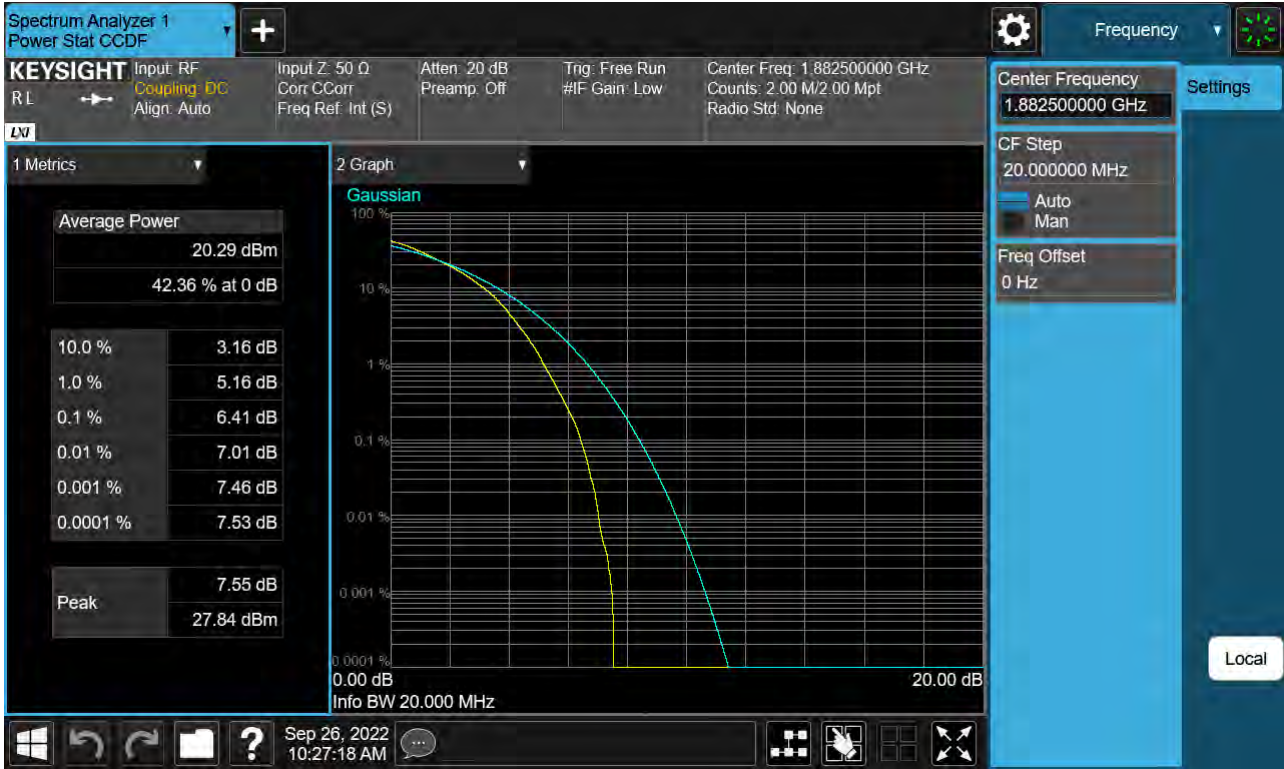 Spectrum Analyzer 1
Power Stat CCDF
Frequency
KEYSIGHT
R L
LXI
Input: RF
Coupling: DC
Align: Auto
Input Z: 50 Ω
Corr CCorr
Freq Ref: Int (S)
Atten: 20 dB
Preamp: Off
Trig: Free Run
#IF Gain: Low
Center Freq: 1.882500000 GHz
Counts: 2.00 M/2.00 Mpt
Radio Std: None
Center Frequency
1.882500000 GHz
Settings
CF Step
20.000000 MHz
Auto
Man
Freq Offset
0 Hz
1 Metrics
Average Power
20.29 dBm
42.36 % at 0 dB
10.0 % 3.16 dB
1.0 % 5.16 dB
0.1 % 6.41 dB
0.01 % 7.01 dB
0.001 % 7.46 dB
0.0001 % 7.53 dB
Peak
7.55 dB
27.84 dBm
2 Graph
Gaussian
100 %
10 %
1 %
0.1 %
0.01 %
0.001 %
0.0001 %
0.00 dB 20.00 dB
Info BW 20.000 MHz
Local
?
Sep 26, 2022
10:27:18 AM